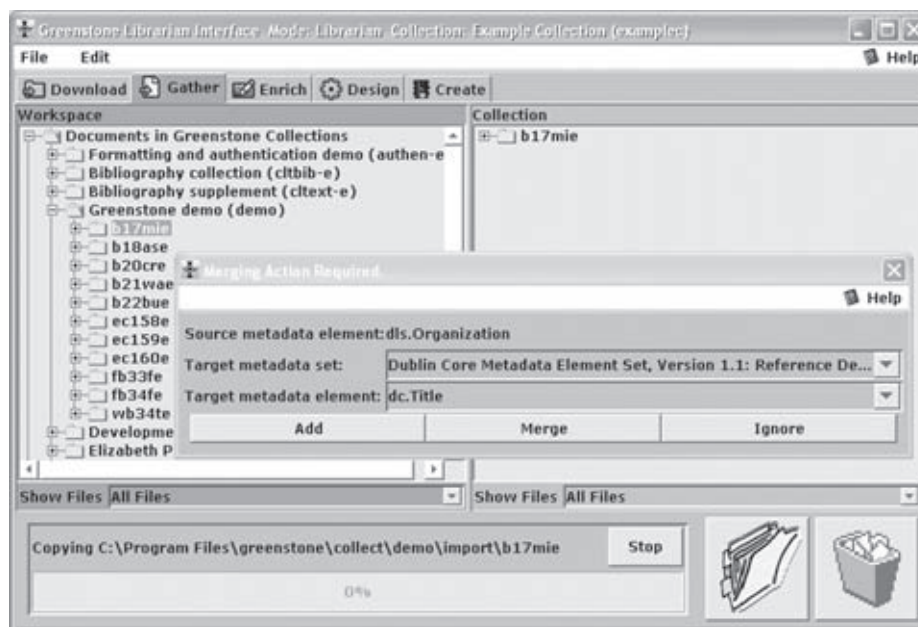 Greenstone Librarian Interface Mode: Librarian Collection: Example Collection (examplec)
File Edit Help
Download Gather Enrich Design Create
Workspace
Documents in Greenstone Collections
Formatting and authentication demo (authen-e
Bibliography collection (cltbib-e)
Bibliography supplement (cltext-e)
Greenstone demo (demo)
b17mie
b18ase
b20cre
b21wae
b22bue
ec158e
ec159e
ec160e
fb33fe
fb34fe
wb34te
Developme
Elizabeth P
Collection
b17mie
Merging Action Required.
Help
Source metadata element:dls.Organization
Target metadata set: Dublin Core Metadata Element Set, Version 1.1: Reference De...
Target metadata element: dc.Title
Add Merge Ignore
Show Files All Files
Show Files All Files
Copying C:\Program Files\greenstone\collect\demo\import\b17mie Stop
0%